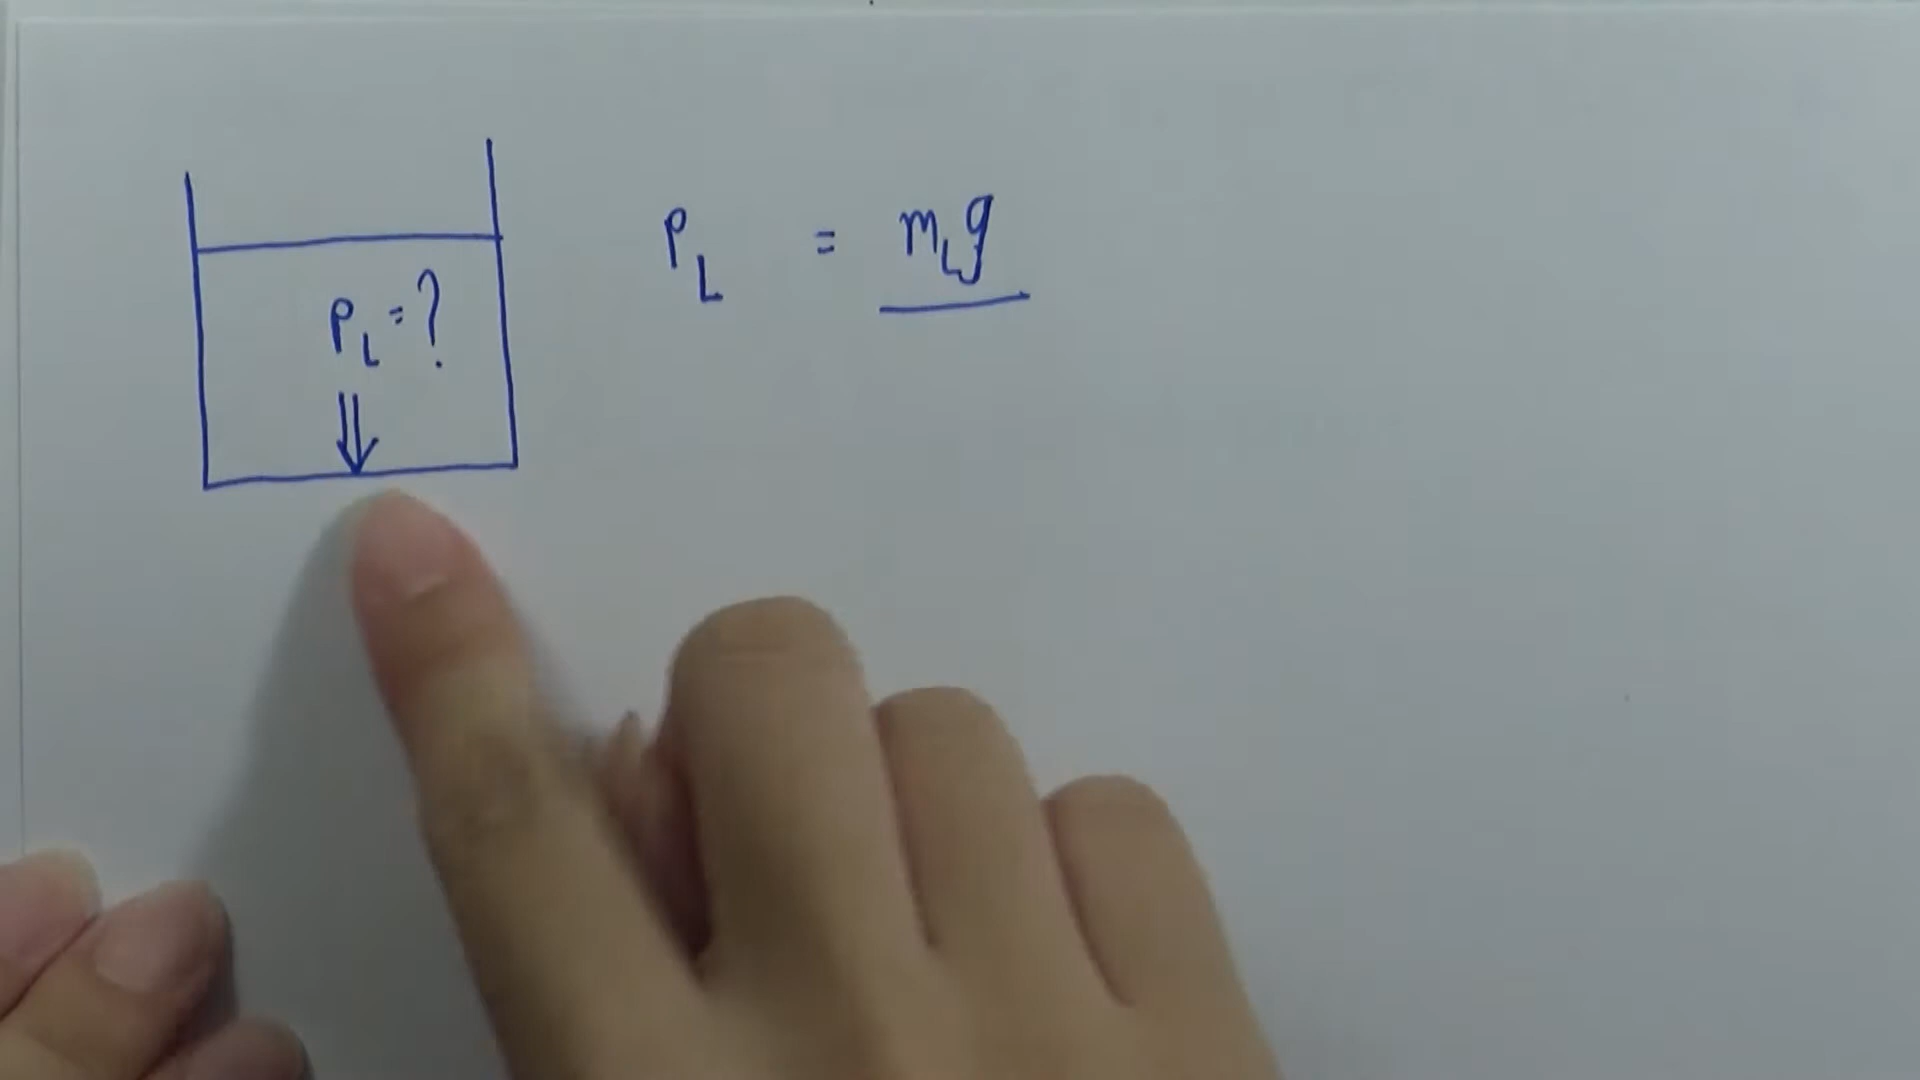 P_L = ?
P_L = m_L g